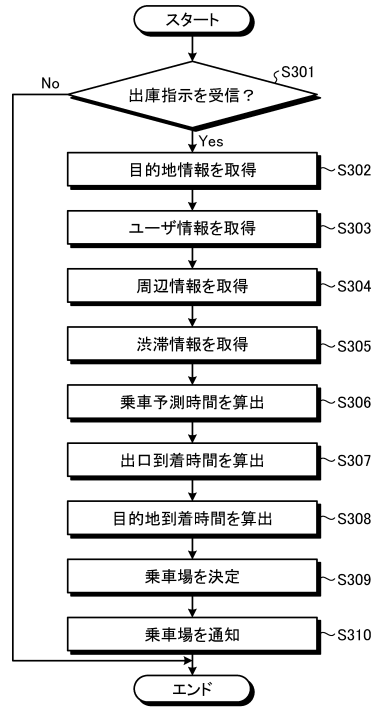 スタート
S301
No
出庫指示を受信？
Yes
目的地情報を取得
S302
ユーザ情報を取得
S303
周辺情報を取得
S304
渋滞情報を取得
S305
乗車予測時間を算出
S306
出口到着時間を算出
S307
目的地到着時間を算出
S308
乗車場を決定
S309
乗車場を通知
S310
エンド